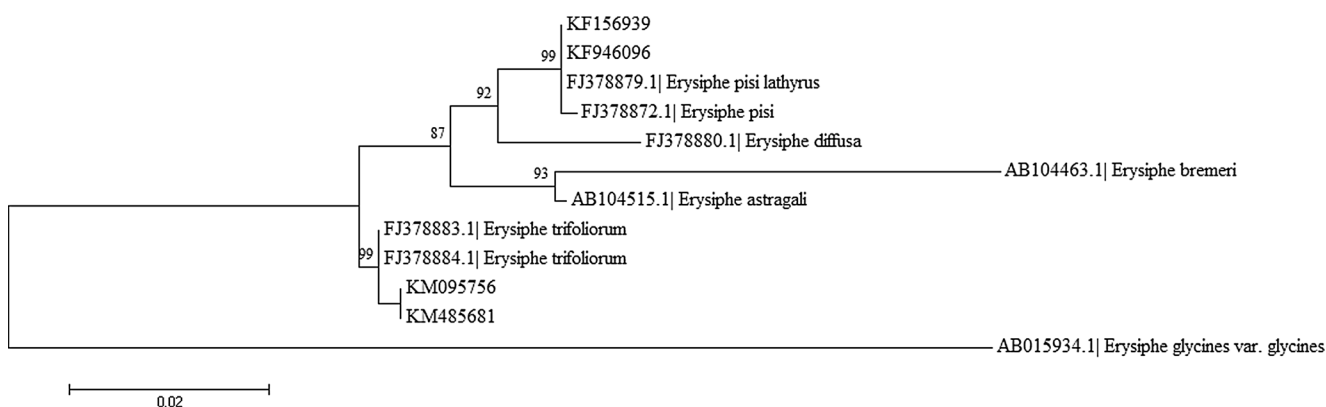 KF156939
99
KF946096
FJ378879.1| Erysiphe pisi lathyrus
92
FJ378872.1| Erysiphe pisi
87
FJ378880.1| Erysiphe diffusa
93
AB104463.1| Erysiphe bremeri
AB104515.1| Erysiphe astragali
FJ378883.1| Erysiphe trifoliorum
99
FJ378884.1| Erysiphe trifoliorum
KM095756
KM485681
AB015934.1| Erysiphe glycines var. glycines
0.02